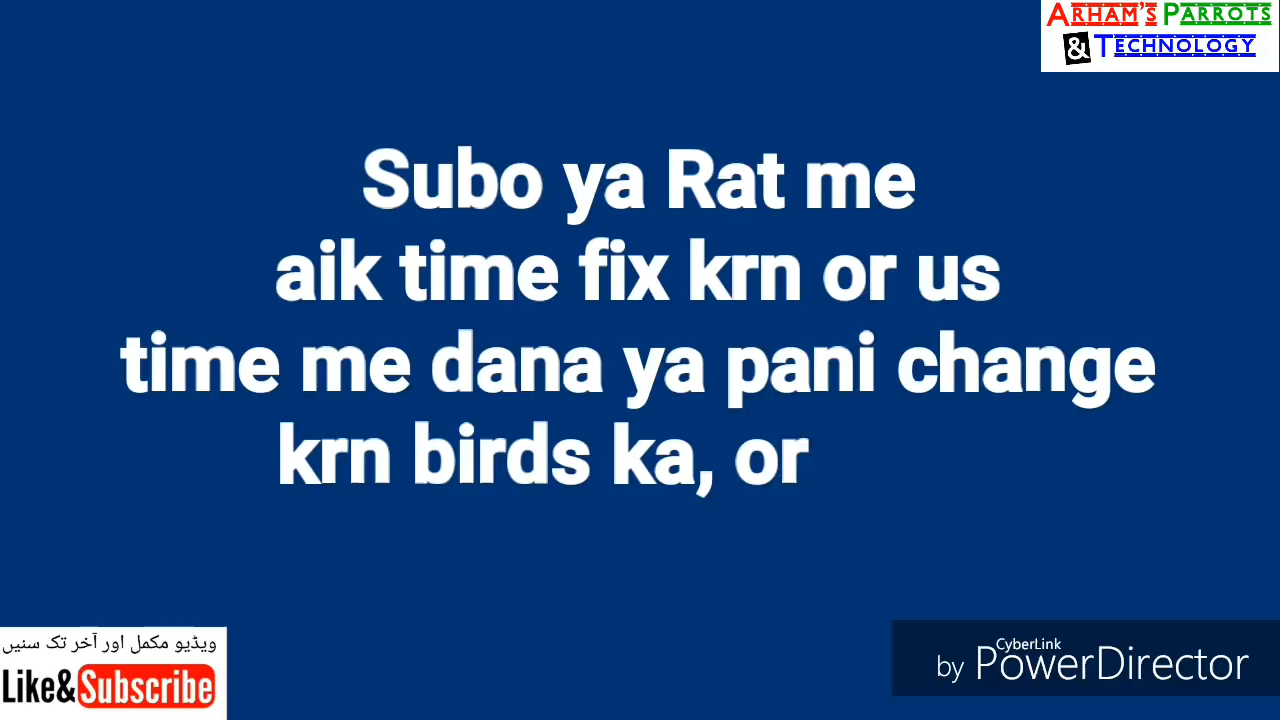 ARHAM'S PARROTS
& TECHNOLOGY
Subo ya Rat me
aik time fix krn or us
time me dana ya pani change
krn birds ka, or
ویڈیو مکمل اور آخر تک سنیں
Like&Subscribe
by CyberLink PowerDirector